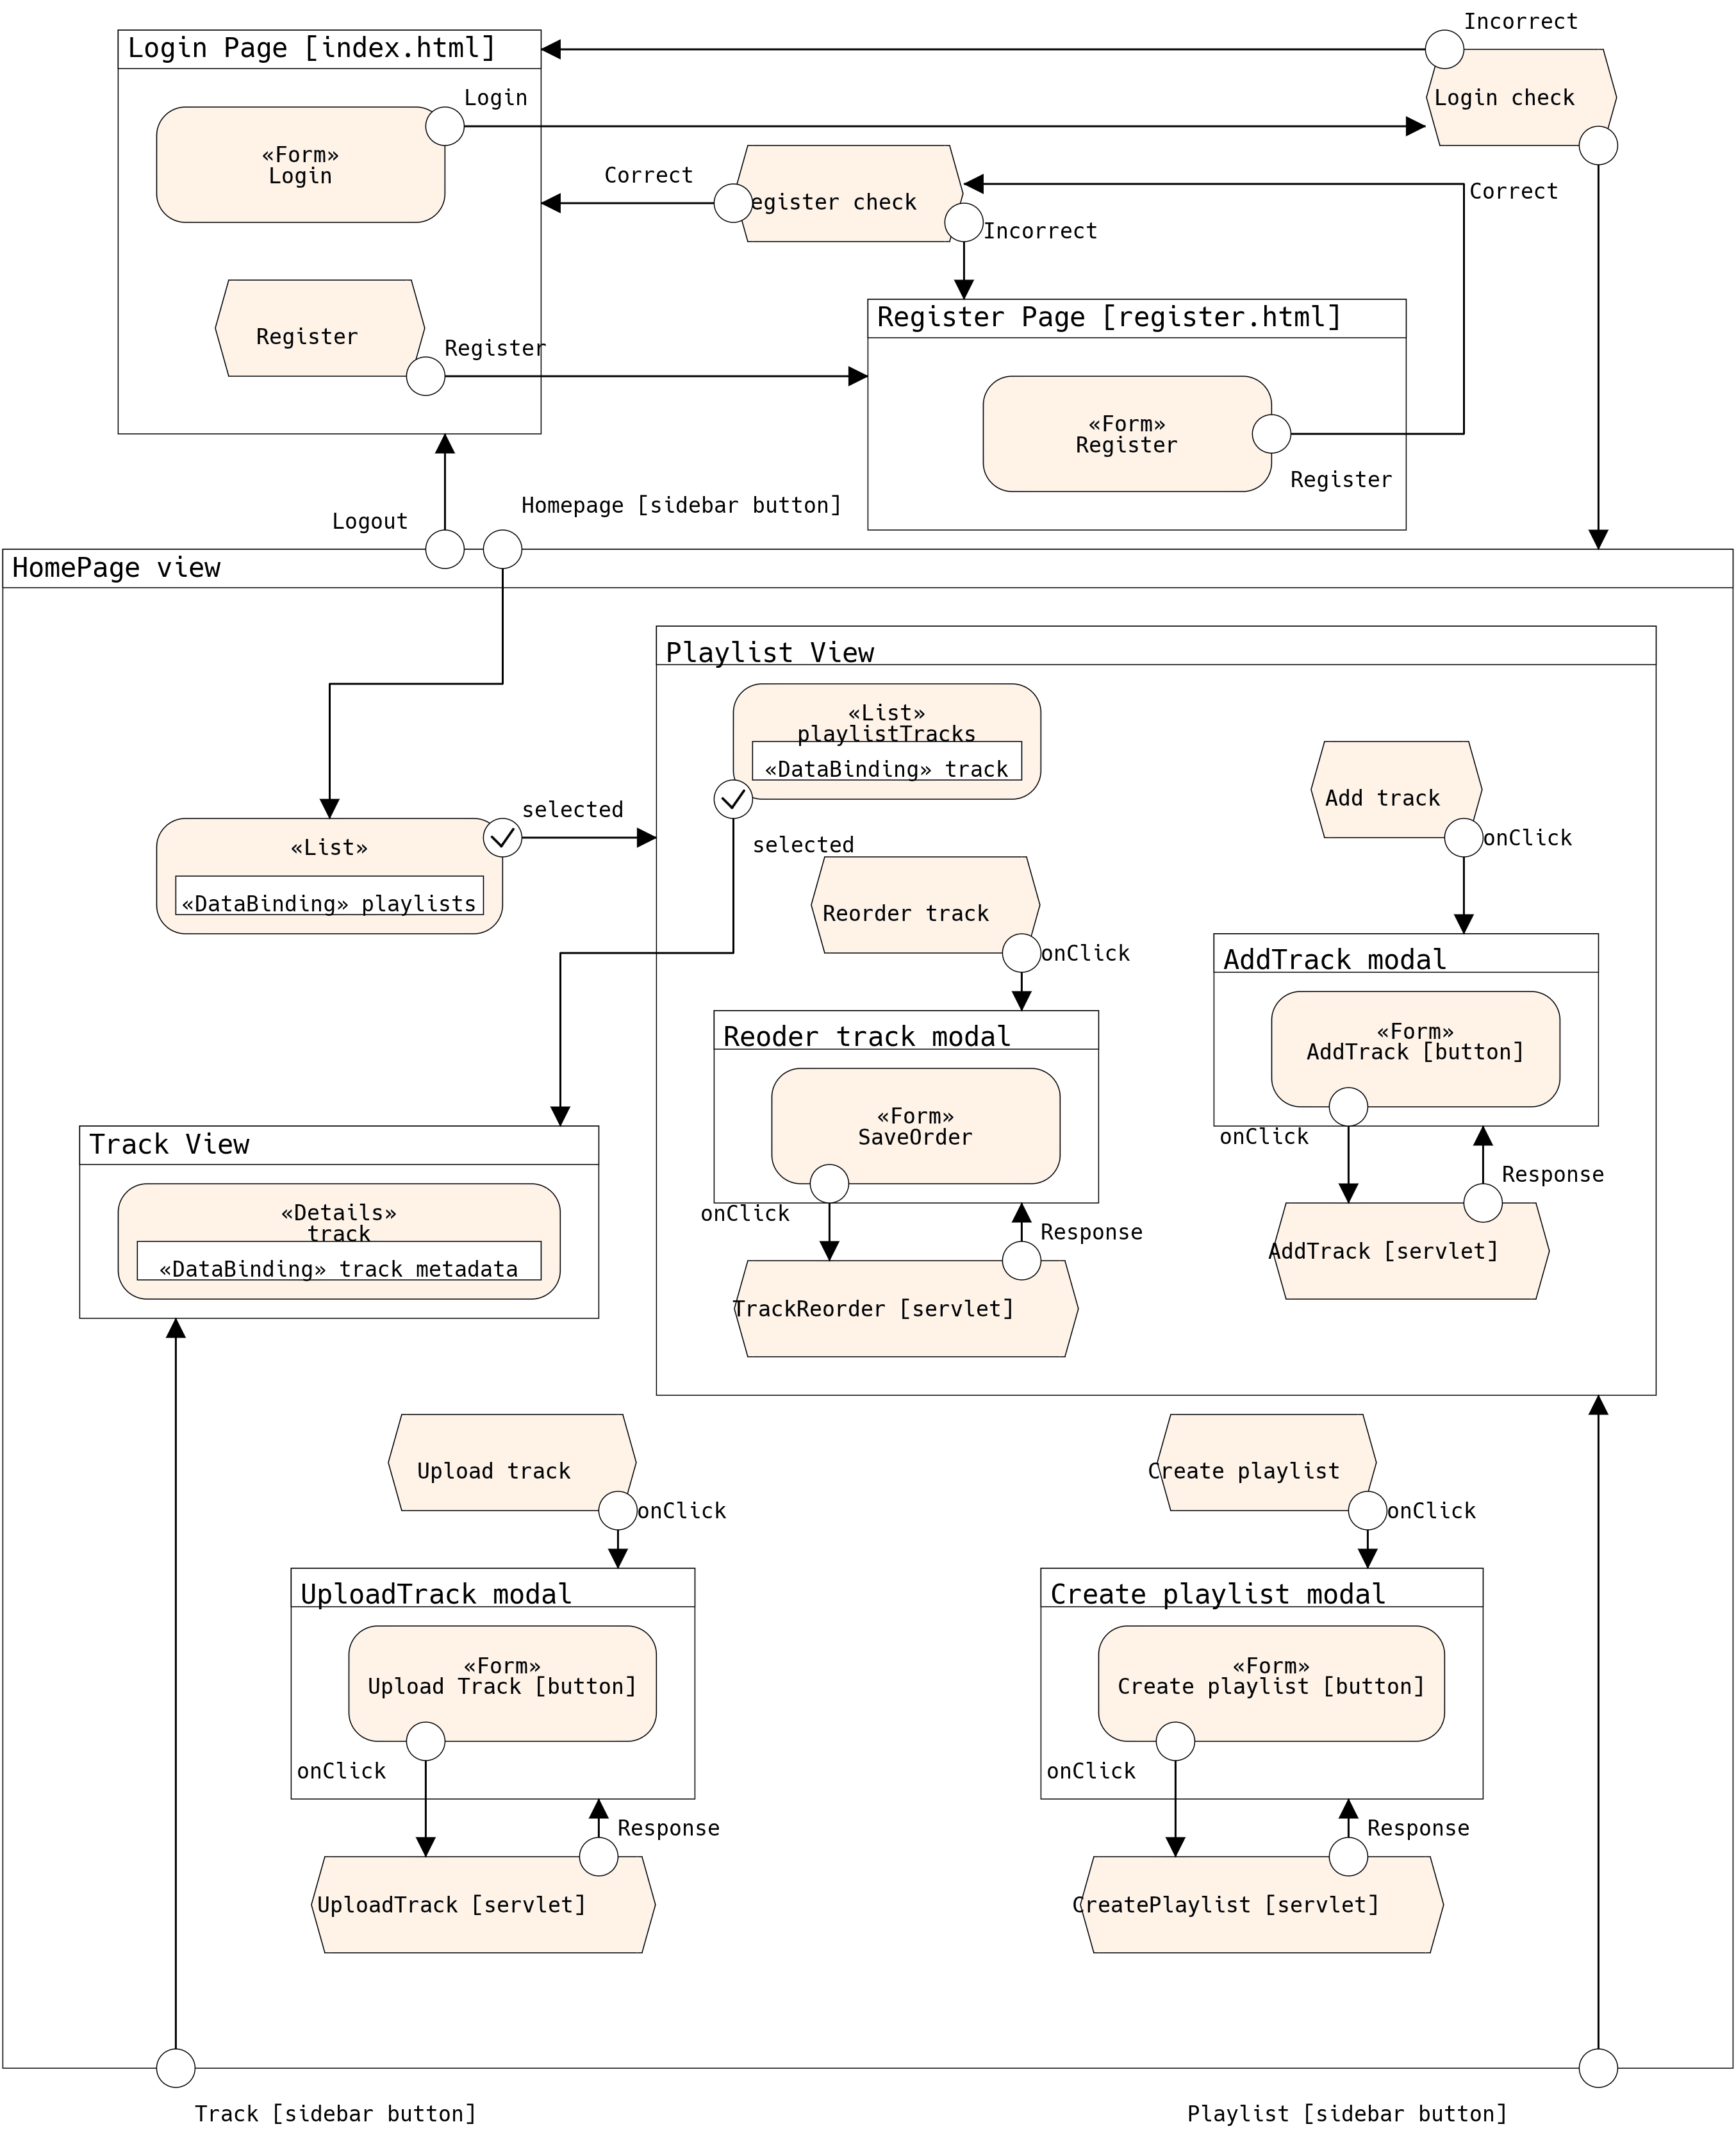 Incorrect
Login Page [index.html]
Login
Login check
«Form»
Login
Correct
Correct
egister check
Incorrect
Register Page [register.html]
Register
Register
«Form»
Register
Register
Homepage [sidebar button]
Logout
HomePage view
Playlist View
«List»
playlistTracks
«DataBinding» track
Add track
selected
onClick
selected
«List»
«DataBinding» playlists
Reorder track
onClick
AddTrack modal
Reoder track modal
«Form»
AddTrack [button]
«Form»
SaveOrder
onClick
Track View
Response
onClick
Response
«Details»
track
«DataBinding» track metadata
AddTrack [servlet]
TrackReorder [servlet]
Upload track
Create playlist
onClick
onClick
UploadTrack modal
Create playlist modal
«Form»
Upload Track [button]
«Form»
Create playlist [button]
onClick
onClick
Response
Response
UploadTrack [servlet]
CreatePlaylist [servlet]
Track [sidebar button]
Playlist [sidebar button]